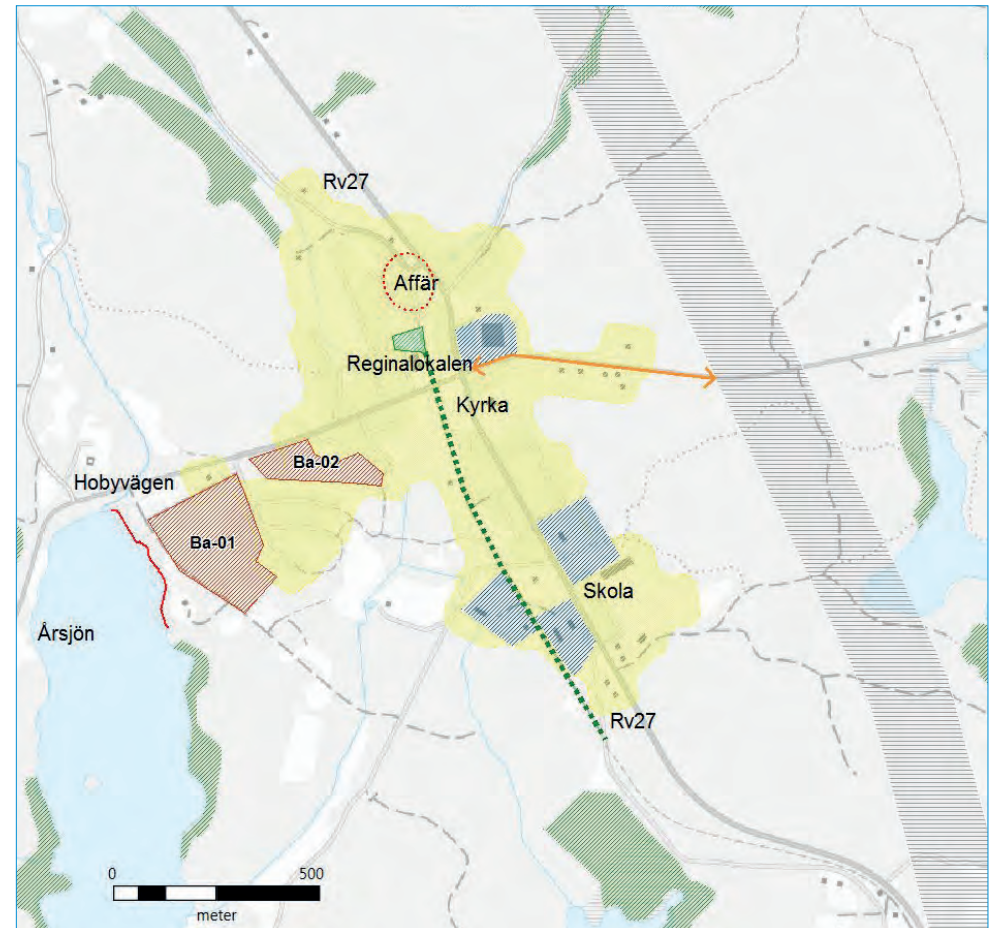 Rv27
Affär
Reginalokalen
Kyrka
Ba-02
Hobyvägen
Ba-01
Skola
Årsjön
Rv27
0 500
meter